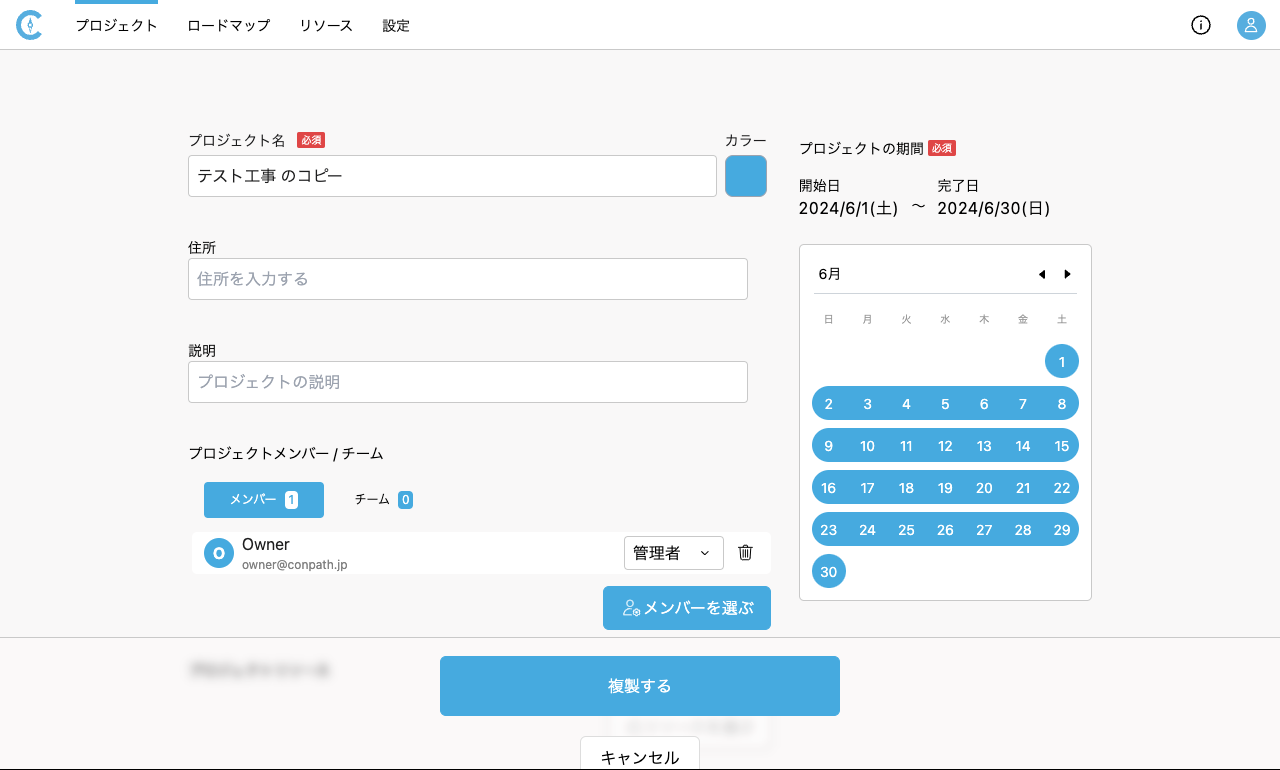 プロジェクト ロードマップ リソース 設定
プロジェクト名 必須
カラー
テスト工事 のコピー
住所
住所を入力する
説明
プロジェクトの説明
プロジェクトメンバー / チーム
メンバー 1 チーム 0
O Owner
owner@conpath.jp
管理者
メンバーを選ぶ
プロジェクトの期間 必須
開始日 完了日
2024/6/1(土) 〜 2024/6/30(日)
6月
日 月 火 水 木 金 土
1
2 3 4 5 6 7 8
9 10 11 12 13 14 15
16 17 18 19 20 21 22
23 24 25 26 27 28 29
30
複製する
キャンセル